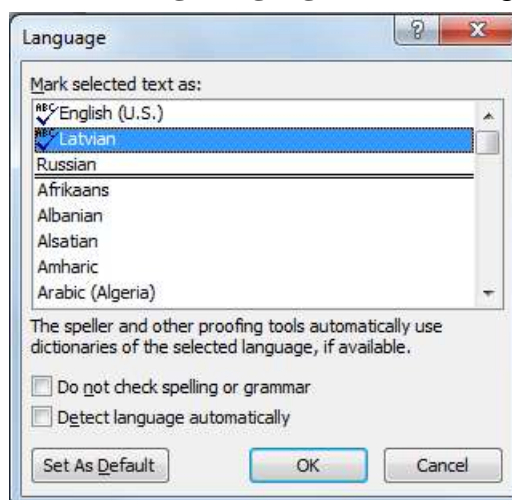 Language
Mark selected text as:
ABC English (U.S.)
ABC Latvian
Russian
Afrikaans
Albanian
Alsatian
Amharic
Arabic (Algeria)
The speller and other proofing tools automatically use
dictionaries of the selected language, if available.
Do not check spelling or grammar
Detect language automatically
Set As Default OK Cancel